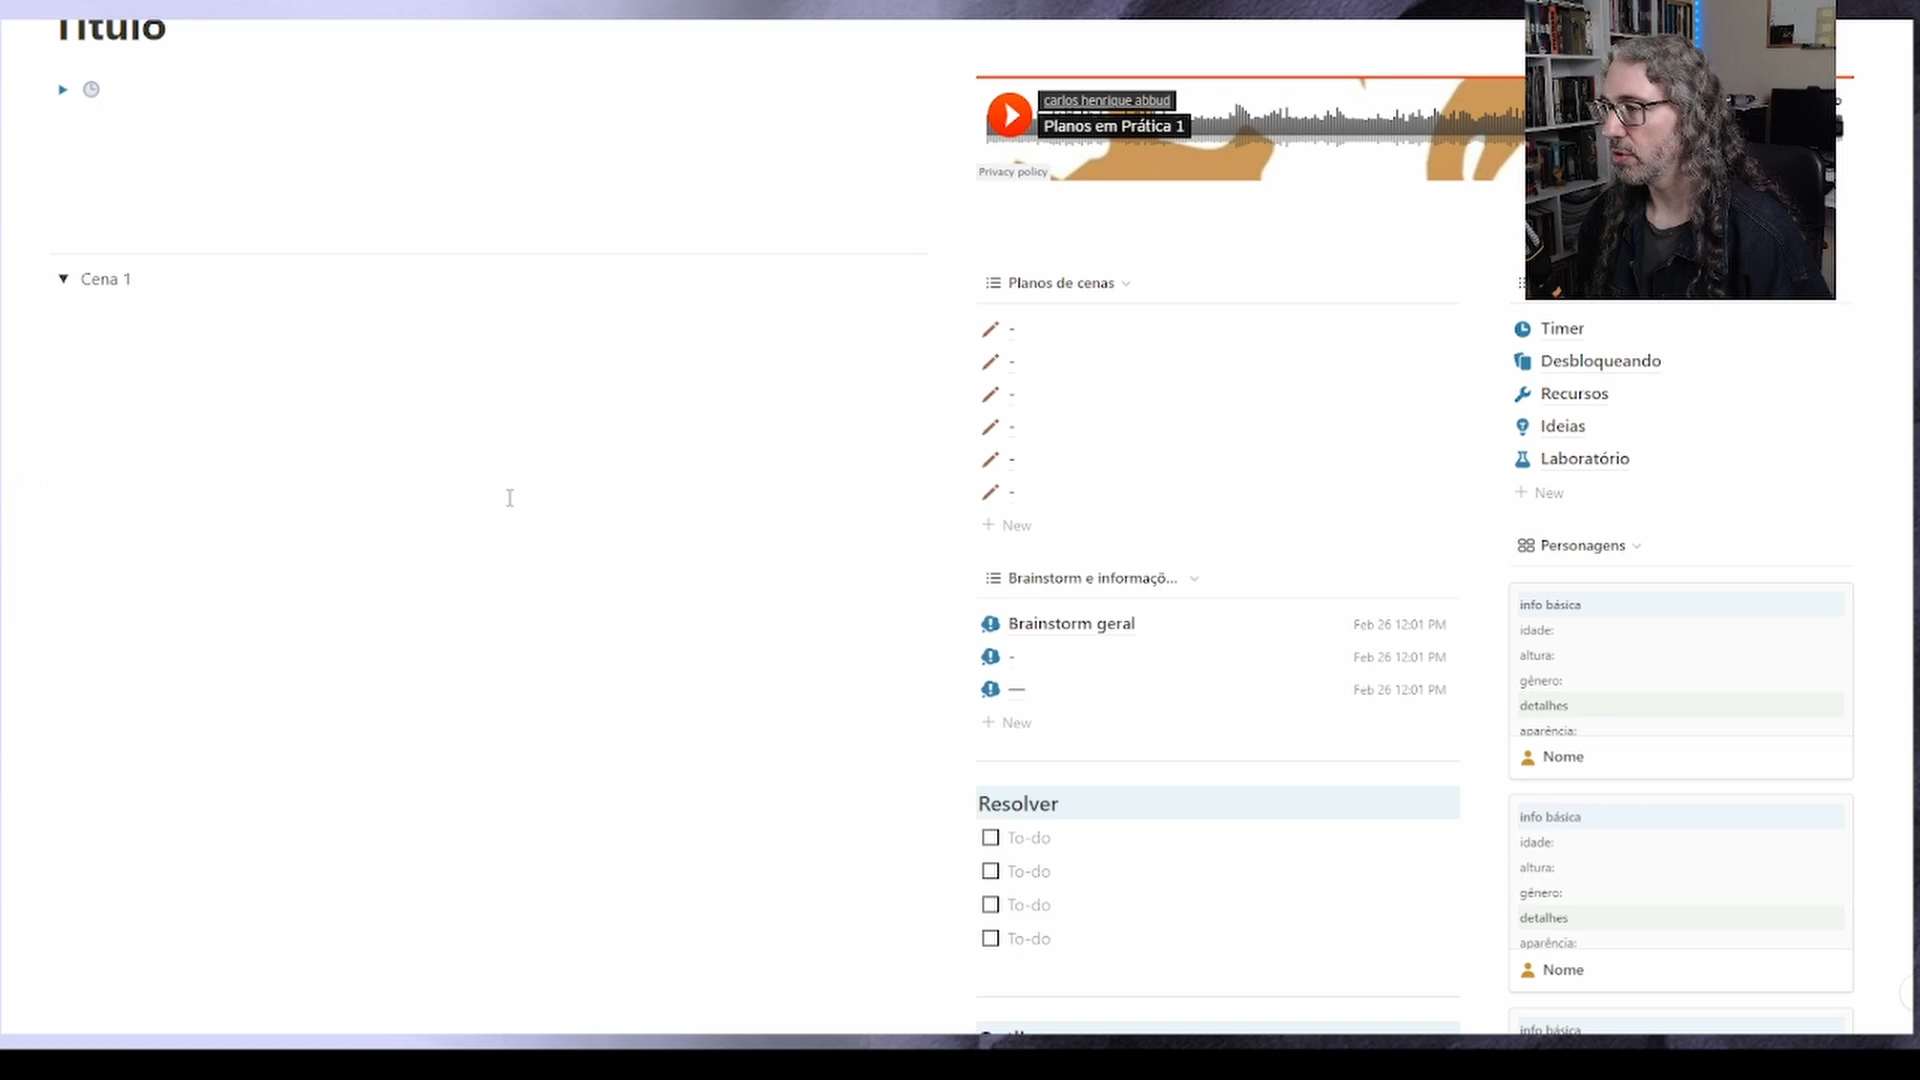 Título
carlos henrique abbud
Planos em Prática 1
Privacy policy
Cena 1
Planos de cenas
-
-
-
-
-
-
+ New
Brainstorm e informaçõ...
Brainstorm geral Feb 26 12:01 PM
- Feb 26 12:01 PM
— Feb 26 12:01 PM
+ New
Resolver
To-do
To-do
To-do
To-do
Timer
Desbloqueando
Recursos
Ideias
Laboratório
+ New
Personagens
info básica
idade:
altura:
gênero:
detalhes
aparência:
Nome
info básica
idade:
altura:
gênero:
detalhes
aparência:
Nome
info básica